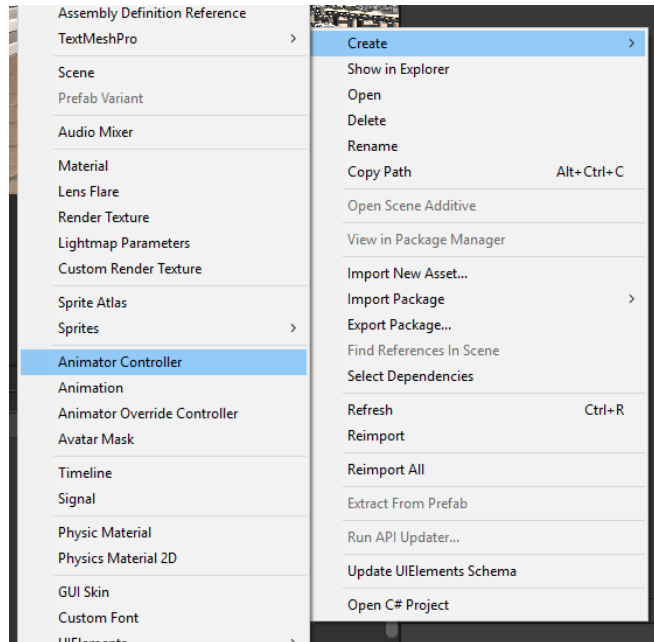 Assembly Definition Reference
TextMeshPro >
Scene
Prefab Variant
Audio Mixer
Material
Lens Flare
Render Texture
Lightmap Parameters
Custom Render Texture
Sprite Atlas
Sprites >
Animator Controller
Animation
Animator Override Controller
Avatar Mask
Timeline
Signal
Physic Material
Physics Material 2D
GUI Skin
Custom Font
UIElements >
Create >
Show in Explorer
Open
Delete
Rename
Copy Path Alt+Ctrl+C
Open Scene Additive
View in Package Manager
Import New Asset...
Import Package >
Export Package...
Find References In Scene
Select Dependencies
Refresh Ctrl+R
Reimport
Reimport All
Extract From Prefab
Run API Updater...
Update UIElements Schema
Open C# Project